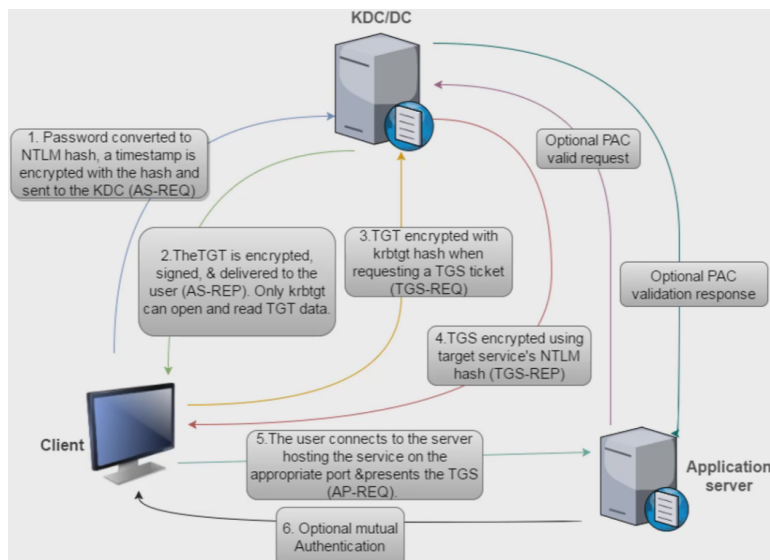 KDC/DC
1. Password converted to
NTLM hash, a timestamp is
encrypted with the hash and
sent to the KDC (AS-REQ)
Optional PAC
valid request
2.TheTGT is encrypted,
signed, & delivered to the
user (AS-REP). Only krbtgt
can open and read TGT data.
3.TGT encrypted with
krbtgt hash when
requesting a TGS ticket
(TGS-REQ)
Optional PAC
validation response
4.TGS encrypted using
target service's NTLM
hash (TGS-REP)
Client
5.The user connects to the server
hosting the service on the
appropriate port &presents the TGS
(AP-REQ).
Application
server
6. Optional mutual
Authentication